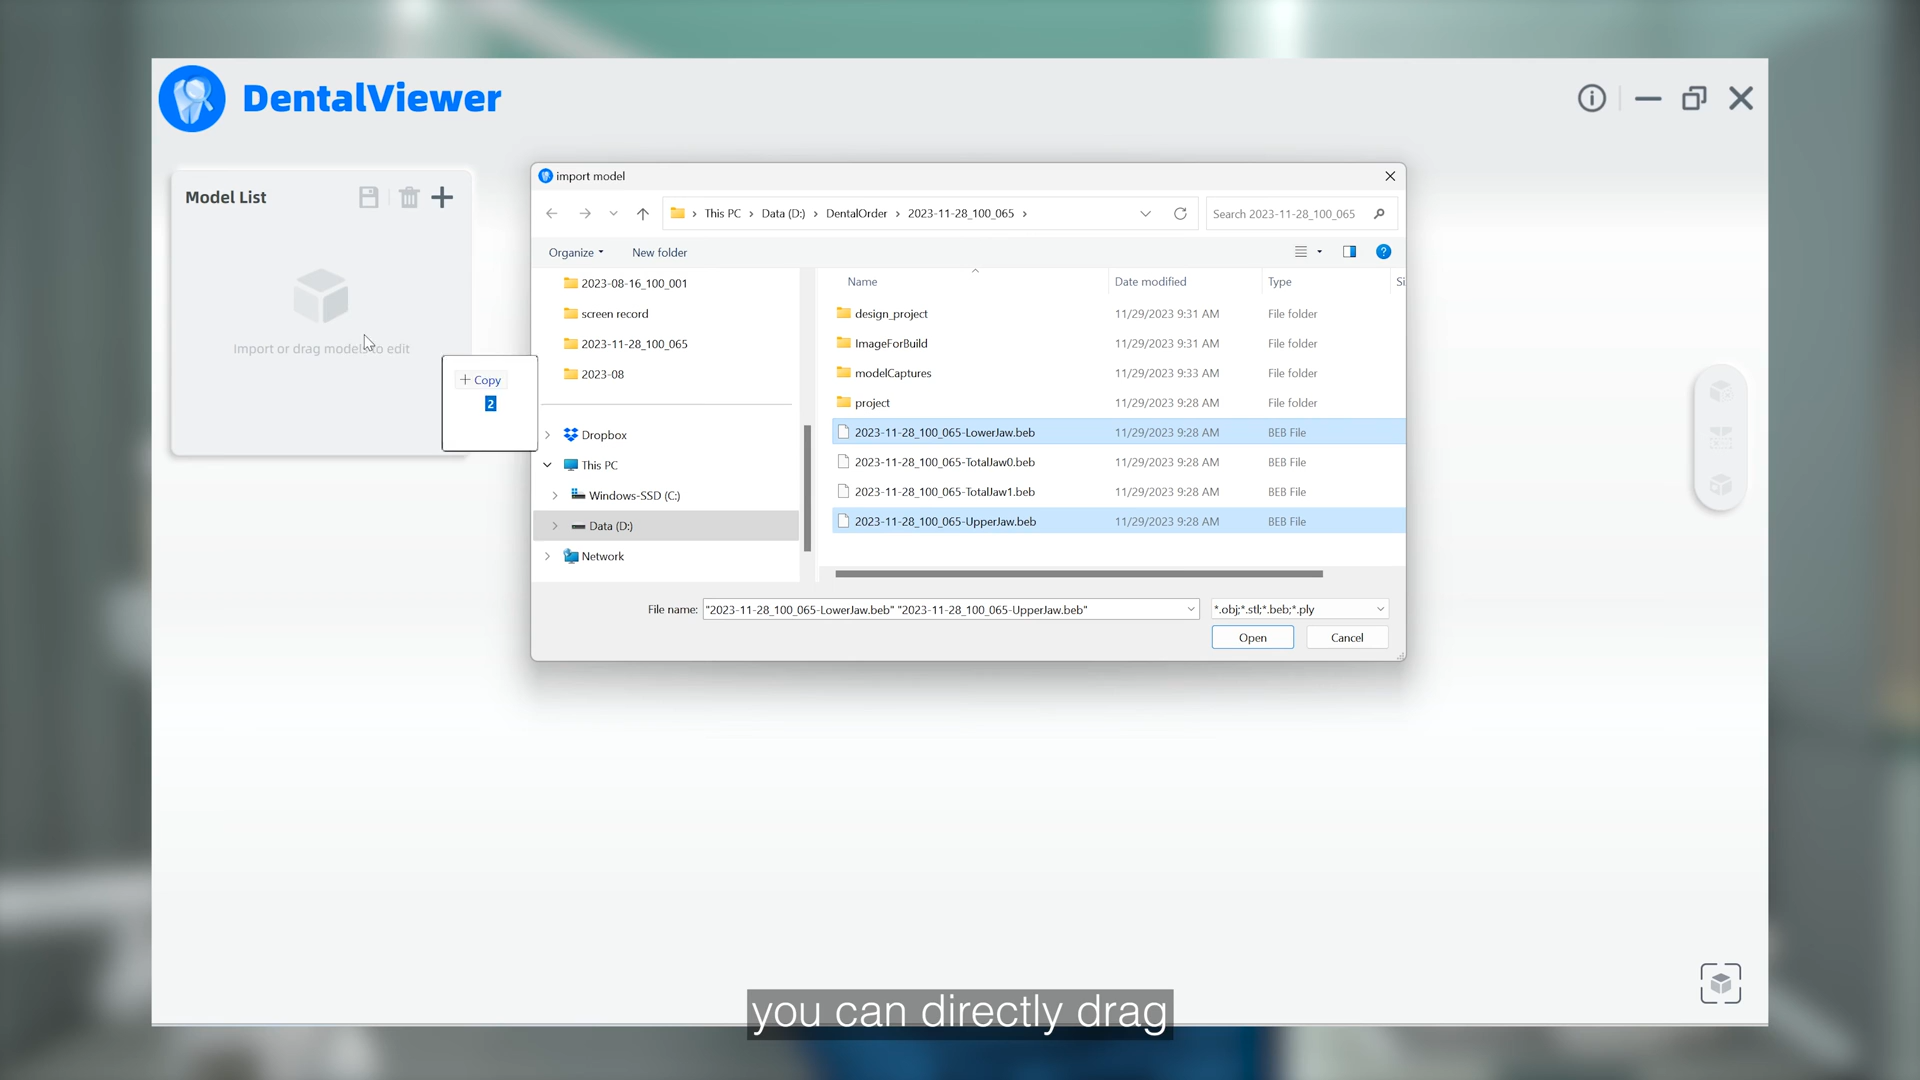 DentalViewer
Model List
Import or drag models to edit
+ Copy
2
import model
This PC > Data (D:) > DentalOrder > 2023-11-28_100_065 >
Search 2023-11-28_100_065
Organize
New folder
2023-08-16_100_001
screen record
2023-11-28_100_065
2023-08
Dropbox
This PC
Windows-SSD (C:)
Data (D:)
Network
Name Date modified Type Si
design_project 11/29/2023 9:31 AM File folder
ImageForBuild 11/29/2023 9:31 AM File folder
modelCaptures 11/29/2023 9:33 AM File folder
project 11/29/2023 9:28 AM File folder
2023-11-28_100_065-LowerJaw.beb 11/29/2023 9:28 AM BEB File
2023-11-28_100_065-TotalJaw0.beb 11/29/2023 9:28 AM BEB File
2023-11-28_100_065-TotalJaw1.beb 11/29/2023 9:28 AM BEB File
2023-11-28_100_065-UpperJaw.beb 11/29/2023 9:28 AM BEB File
File name: "2023-11-28_100_065-LowerJaw.beb" "2023-11-28_100_065-UpperJaw.beb"
*.obj;*.stl;*.beb;*.ply
Open
Cancel
you can directly drag